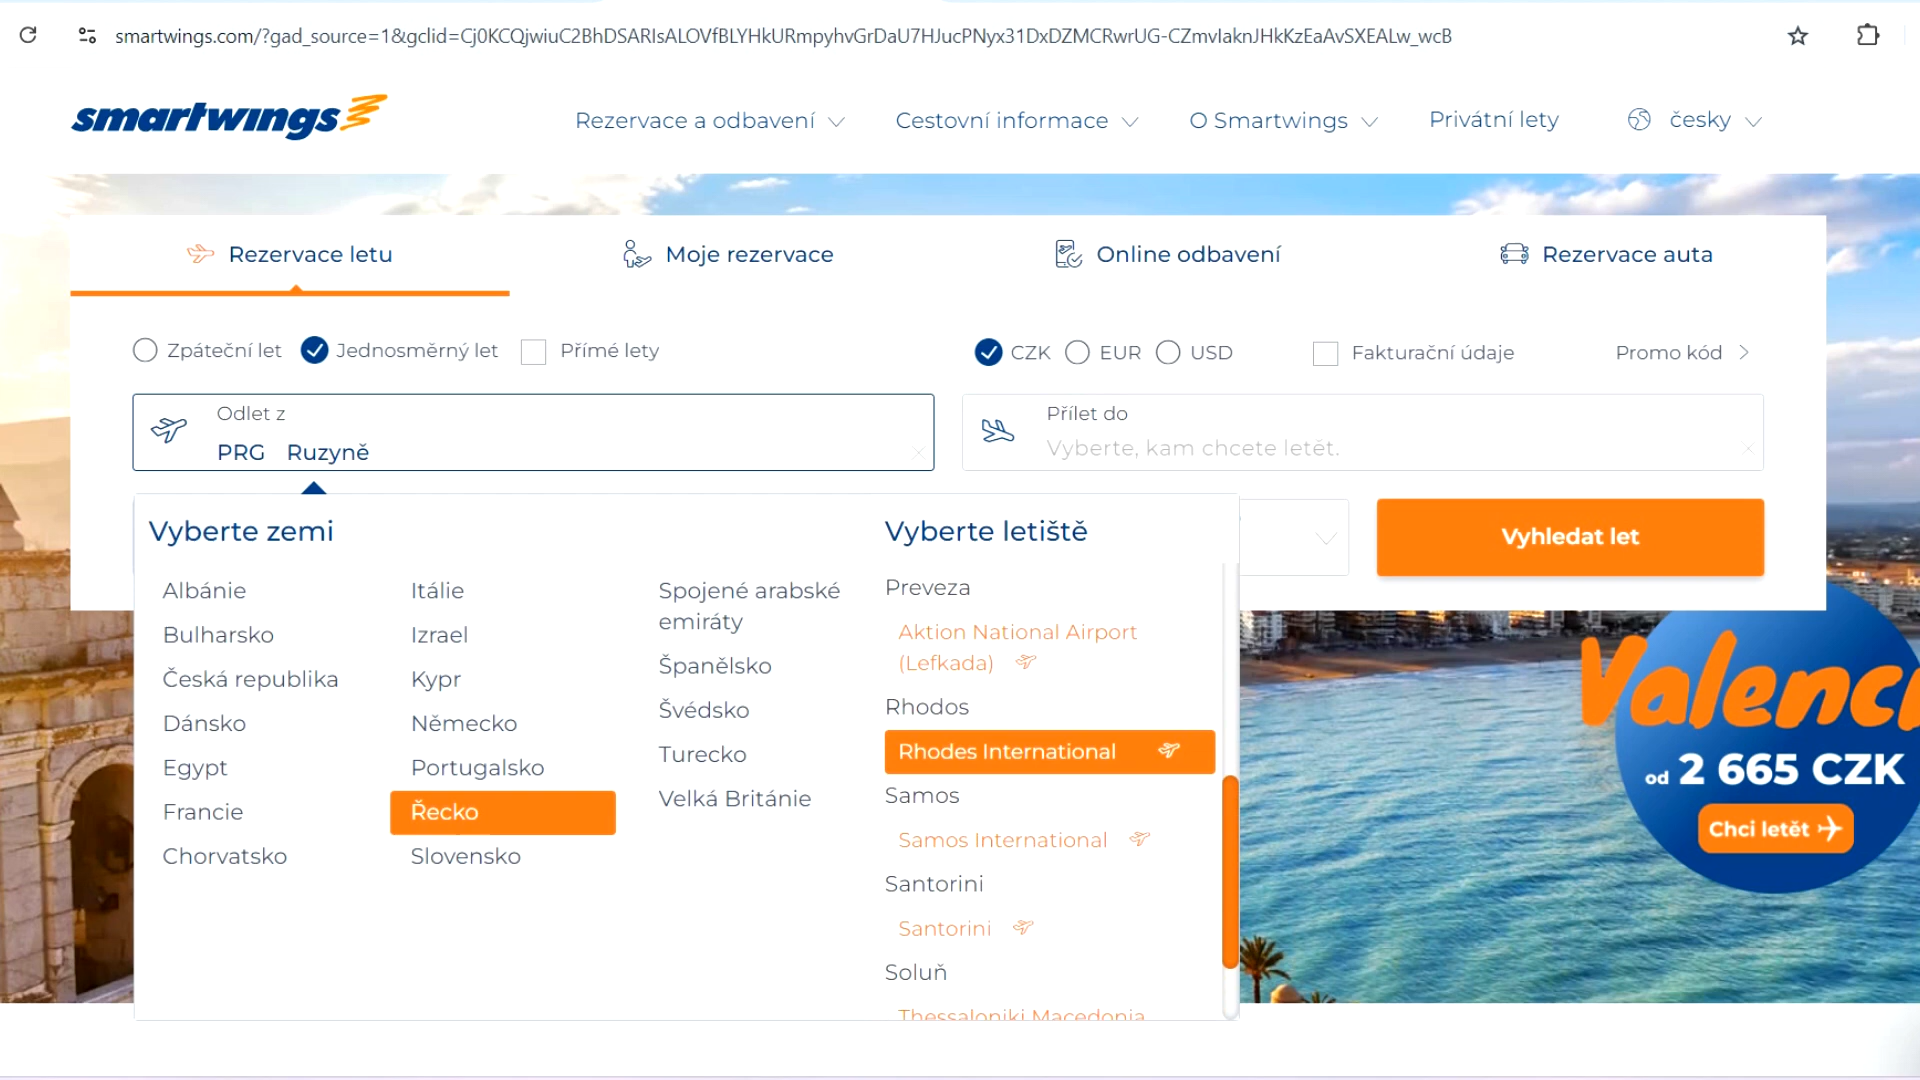 smartwings.com/?gad_source=1&gclid=Cj0KCQjwiuC2BhDSARIsALOVfBLYHkURmpyhvGrDaU7HJucPNyx31DxDZMCRwrUG-CZmvIaknJHkKzEaAvSXEALw_wcB
smartwings
Rezervace a odbavení
Cestovní informace
O Smartwings
Privátní lety
česky
Rezervace letu
Moje rezervace
Online odbavení
Rezervace auta
Zpáteční let
Jednosměrný let
Přímé lety
CZK
EUR
USD
Fakturační údaje
Promo kód
Odlet z
PRG Ruzyně
Přílet do
Vyberte, kam chcete letět.
Vyhledat let
Vyberte zemi
Albánie
Bulharsko
Česká republika
Dánsko
Egypt
Francie
Chorvatsko
Itálie
Izrael
Kypr
Německo
Portugalsko
Řecko
Slovensko
Spojené arabské
emiráty
Španělsko
Švédsko
Turecko
Velká Británie
Vyberte letiště
Preveza
Aktion National Airport
(Lefkada)
Rhodos
Rhodes International
Samos
Samos International
Santorini
Santorini
Soluň
Thessaloniki Macedonia
Valenci
od 2 665 CZK
Chci letět